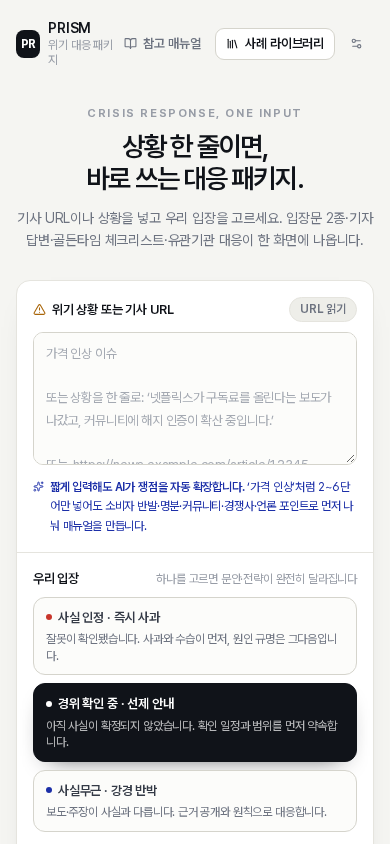 PR
PRISM
위기 대응 패키지
참고 매뉴얼
사례 라이브러리
CRISIS RESPONSE, ONE INPUT
상황 한 줄이면,
바로 쓰는 대응 패키지.
기사 URL이나 상황을 넣고 우리 입장을 고르세요. 입장문 2종·기자
답변·골든타임 체크리스트·유관기관 대응이 한 화면에 나옵니다.
위기 상황 또는 기사 URL
URL 읽기
가격 인상 이슈
또는 상황을 한 줄로: ‘넷플릭스가 구독료를 올린다는 보도가
나갔고, 커뮤니티에 해지 인증이 확산 중입니다.’
또는 https://news.example.com/article/12345
짧게 입력해도 AI가 쟁점을 자동 확장합니다. ‘가격 인상’처럼 2~6단
어만 넣어도 소비자 반발·명분·커뮤니티·경쟁사·언론 포인트로 먼저 나
눠 매뉴얼을 만듭니다.
우리 입장
하나를 고르면 문안·전략이 완전히 달라집니다
사실 인정 · 즉시 사과
잘못이 확인됐습니다. 사과와 수습이 먼저, 원인 규명은 그다음입니
다.
경위 확인 중 · 선제 안내
아직 사실이 확정되지 않았습니다. 확인 일정과 범위를 먼저 약속합
니다.
사실무근 · 강경 반박
보도·주장이 사실과 다릅니다. 근거 공개와 원칙으로 대응합니다.